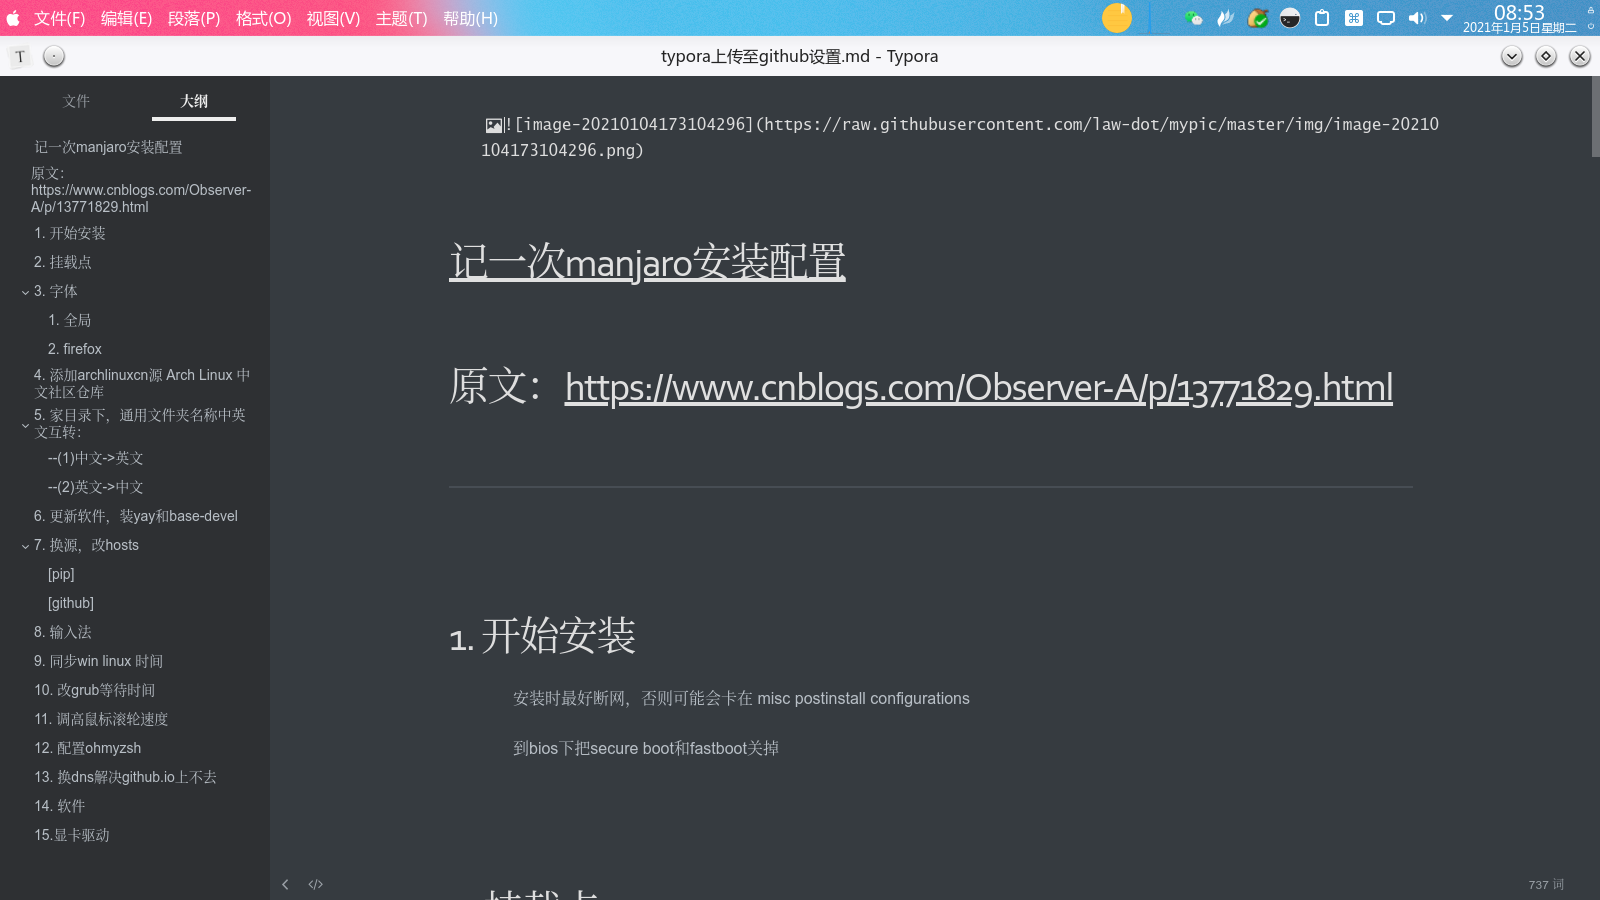 文件(F) 编辑(E) 段落(P) 格式(O) 视图(V) 主题(T) 帮助(H)
08:53
2021年1月5日星期二
T
typora上传至github设置.md - Typora
文件 大纲
记一次manjaro安装配置
原文：
https://www.cnblogs.com/Observer-
A/p/13771829.html
1. 开始安装
2. 挂载点
3. 字体
1. 全局
2. firefox
4. 添加archlinuxcn源 Arch Linux 中
文社区仓库
5. 家目录下，通用文件夹名称中英
文互转：
--(1)中文->英文
--(2)英文->中文
6. 更新软件，装yay和base-devel
7. 换源，改hosts
[pip]
[github]
8. 输入法
9. 同步win linux 时间
10. 改grub等待时间
11. 调高鼠标滚轮速度
12. 配置ohmyzsh
13. 换dns解决github.io上不去
14. 软件
15.显卡驱动
![image-20210104173104296](https://raw.githubusercontent.com/law-dot/mypic/master/img/image-20210
104173104296.png)
记一次manjaro安装配置
原文：https://www.cnblogs.com/Observer-A/p/13771829.html
1. 开始安装
安装时最好断网，否则可能会卡在 misc postinstall configurations
到bios下把secure boot和fastboot关掉
挂载点
737 词